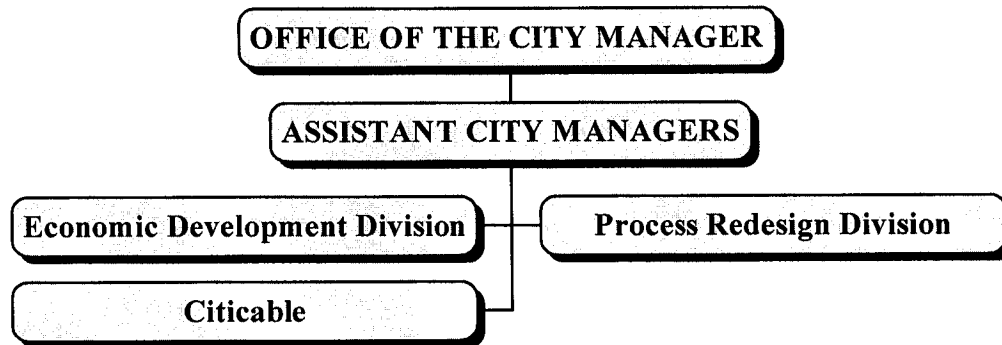 OFFICE OF THE CITY MANAGER
ASSISTANT CITY MANAGERS
Economic Development Division
Process Redesign Division
Citicable